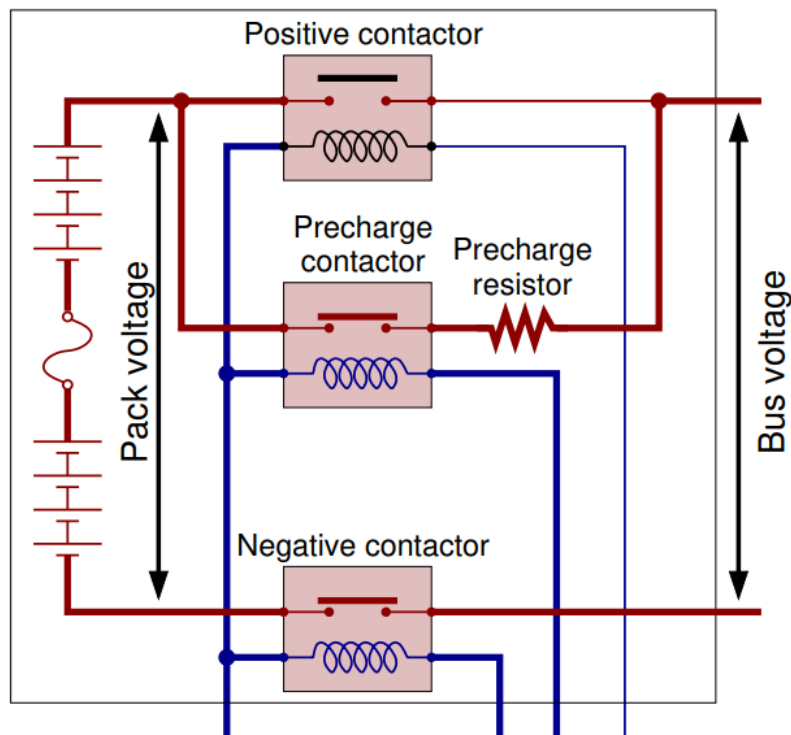 Positive contactor
Precharge
contactor
Precharge
resistor
Pack voltage
Bus voltage
Negative contactor